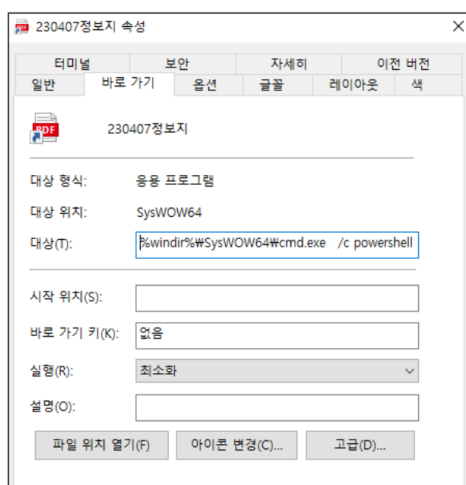 230407정보지 속성
터미널 보안 자세히 이전 버전
일반 바로 가기 옵션 글꼴 레이아웃 색
PDF
230407정보지
대상 형식: 응용 프로그램
대상 위치: SysWOW64
대상(T): %windir%₩SysWOW64₩cmd.exe /c powershell
시작 위치(S):
바로 가기 키(K): 없음
실행(R): 최소화
설명(O):
파일 위치 열기(F) 아이콘 변경(C)... 고급(D)...